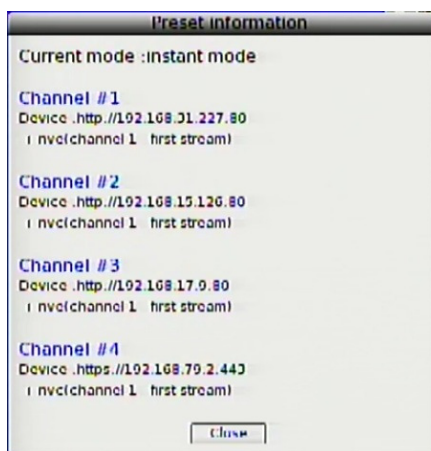 Preset information
Current mode :instant mode
Channel #1
Device :http://192.168.31.227:80
nvc(channel 1 first stream)
Channel #2
Device :http://192.168.15.126:80
nvc(channel 1 first stream)
Channel #3
Device :http://192.168.17.9:80
nvc(channel 1 first stream)
Channel #4
Device :https://192.168.79.2:443
nvc(channel 1 first stream)
Close